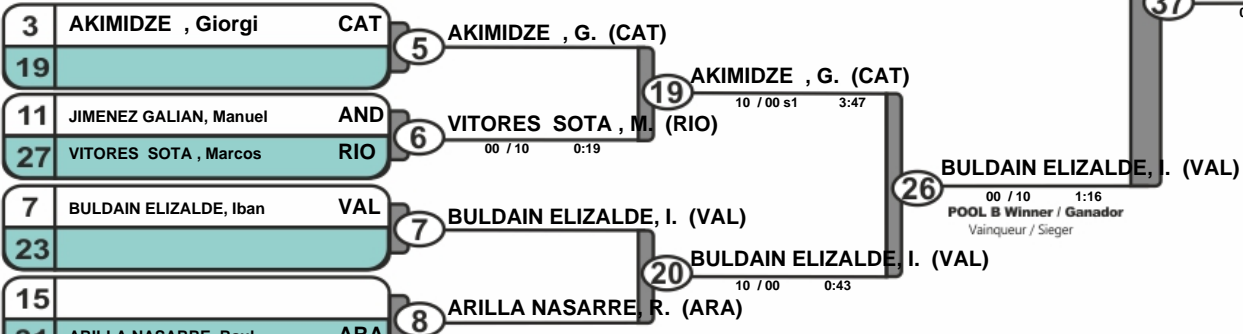 37
3 AKIMIDZE , Giorgi CAT
19
5 AKIMIDZE , G. (CAT)
19 AKIMIDZE , G. (CAT)
10 / 00 s1 3:47
11 JIMENEZ GALIAN, Manuel AND
27 VITORES SOTA , Marcos RIO
6 VITORES SOTA , M. (RIO)
00 / 10 0:19
26 BULDAIN ELIZALDE, I. (VAL)
00 / 10 1:16
POOL B Winner / Ganador
Vainqueur / Sieger
7 BULDAIN ELIZALDE, Iban VAL
23
7 BULDAIN ELIZALDE, I. (VAL)
20 BULDAIN ELIZALDE, I. (VAL)
10 / 00 0:43
15
8 ARILLA NASARRE, R. (ARA)
ARILLA NASARRE, ARA